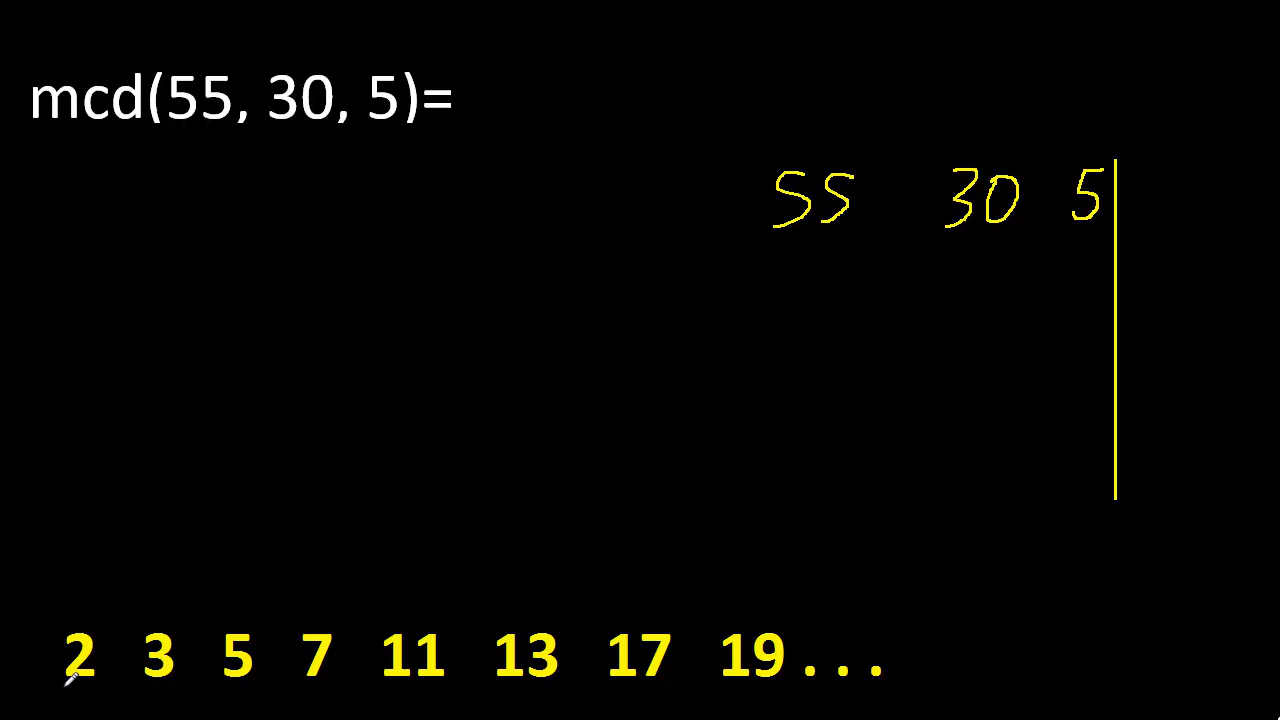 mcd(55, 30, 5)=
55 30 5
2 3 5 7 11 13 17 19 . . .